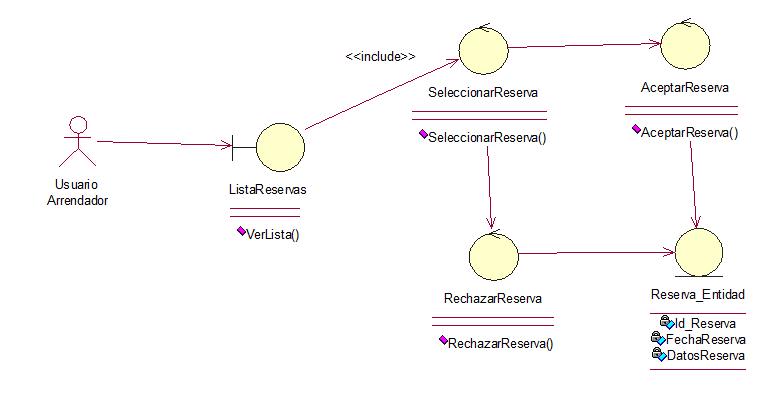 <<include>>
SeleccionarReserva
SeleccionarReserva()
AceptarReserva
AceptarReserva()
Usuario
Arrendador
ListaReservas
VerLista()
RechazarReserva
RechazarReserva()
Reserva_Entidad
Id_Reserva
FechaReserva
DatosReserva